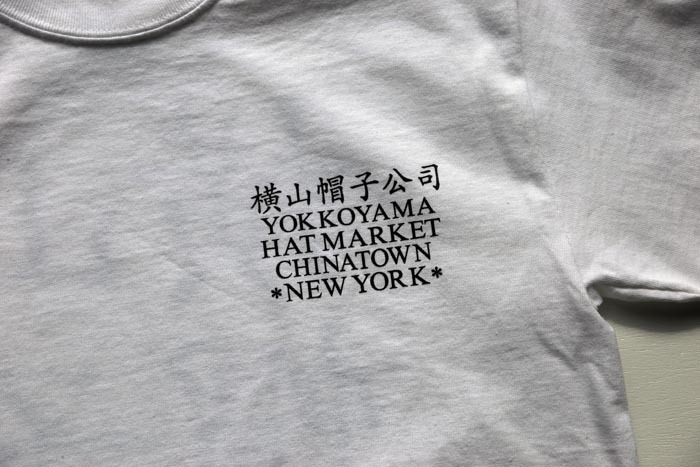 横山帽子公司
YOKKOYAMA
HAT MARKET
CHINATOWN
*NEW YORK*